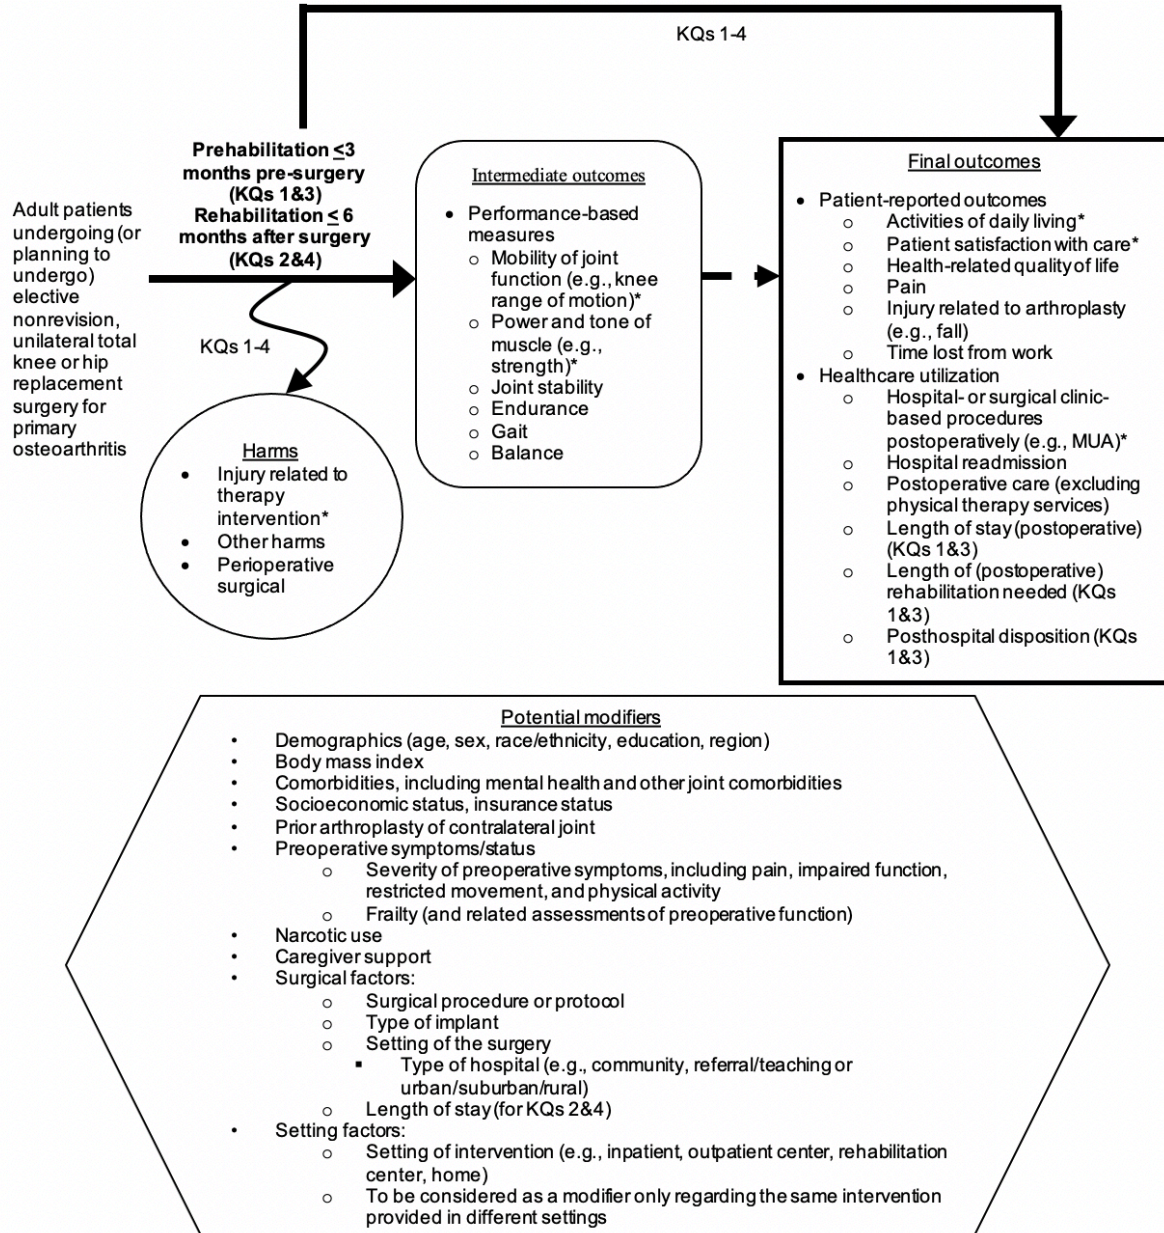 KQs 1-4
Prehabilitation ≤3
months pre-surgery
(KQs 1&3)
Rehabilitation ≤ 6
months after surgery
(KQs 2&4)
Adult patients
undergoing (or
planning to
undergo)
elective
nonrevision,
unilateral total
knee or hip
replacement
surgery for
primary
osteoarthritis
KQs 1-4
Harms
• Injury related to
therapy
intervention*
• Other harms
• Perioperative
surgical
Intermediate outcomes
• Performance-based
measures
o Mobility of joint
function (e.g., knee
range of motion)*
o Power and tone of
muscle (e.g.,
strength)*
o Joint stability
o Endurance
o Gait
o Balance
Final outcomes
• Patient-reported outcomes
o Activities of daily living*
o Patient satisfaction with care*
o Health-related quality of life
o Pain
o Injury related to arthroplasty
(e.g., fall)
o Time lost from work
• Healthcare utilization
o Hospital- or surgical clinic-
based procedures
postoperatively (e.g., MUA)*
o Hospital readmission
o Postoperative care (excluding
physical therapy services)
o Length of stay (postoperative)
(KQs 1&3)
o Length of (postoperative)
rehabilitation needed (KQs
1&3)
o Posthospital disposition (KQs
1&3)
Potential modifiers
• Demographics (age, sex, race/ethnicity, education, region)
• Body mass index
• Comorbidities, including mental health and other joint comorbidities
• Socioeconomic status, insurance status
• Prior arthroplasty of contralateral joint
• Preoperative symptoms/status
o Severity of preoperative symptoms, including pain, impaired function,
restricted movement, and physical activity
o Frailty (and related assessments of preoperative function)
• Narcotic use
• Caregiver support
• Surgical factors:
o Surgical procedure or protocol
o Type of implant
o Setting of the surgery
▪ Type of hospital (e.g., community, referral/teaching or
urban/suburban/rural)
o Length of stay (for KQs 2&4)
• Setting factors:
o Setting of intervention (e.g., inpatient, outpatient center, rehabilitation
center, home)
o To be considered as a modifier only regarding the same intervention
provided in different settings